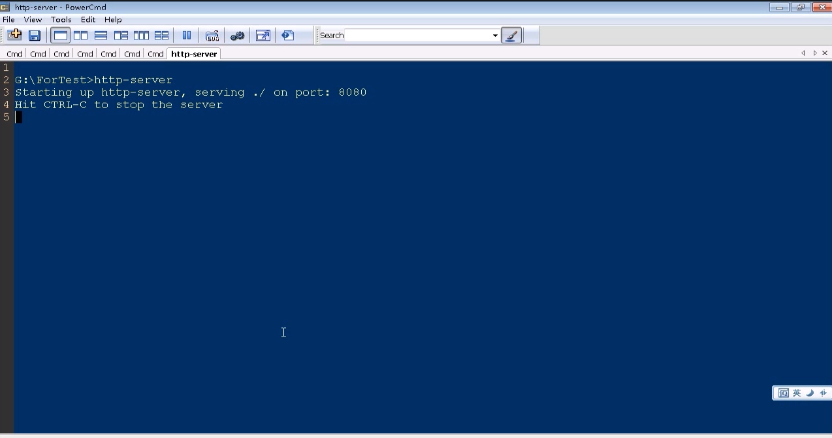 http-server - PowerCmd
File View Tools Edit Help
Search
Cmd Cmd Cmd Cmd Cmd Cmd Cmd http-server
1
2 G:\ForTest>http-server
3 Starting up http-server, serving ./ on port: 8080
4 Hit CTRL-C to stop the server
5
英